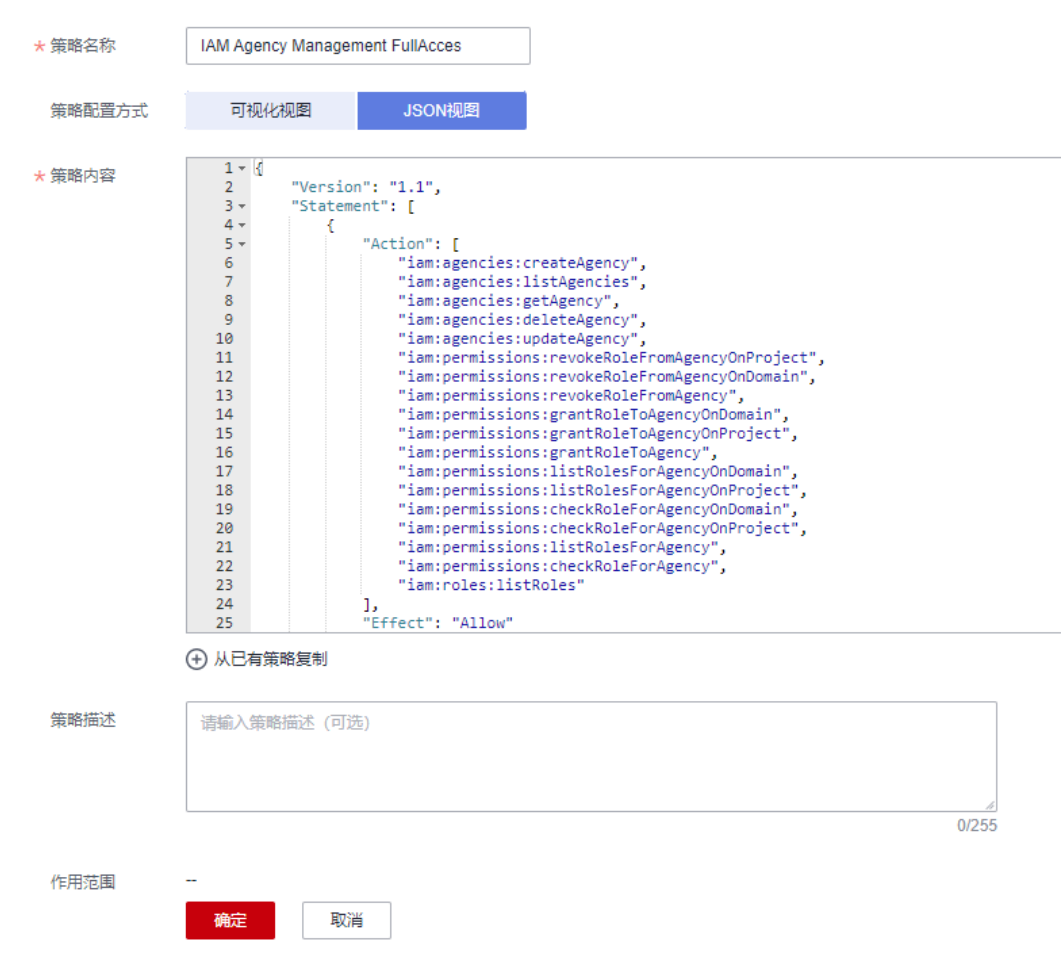 * 策略名称 IAM Agency Management FullAcces
策略配置方式 可视化视图 JSON视图
* 策略内容
1 {
2 "Version": "1.1",
3 "Statement": [
4 {
5 "Action": [
6 "iam:agencies:createAgency",
7 "iam:agencies:listAgencies",
8 "iam:agencies:getAgency",
9 "iam:agencies:deleteAgency",
10 "iam:agencies:updateAgency",
11 "iam:permissions:revokeRoleFromAgencyOnProject",
12 "iam:permissions:revokeRoleFromAgencyOnDomain",
13 "iam:permissions:revokeRoleFromAgency",
14 "iam:permissions:grantRoleToAgencyOnDomain",
15 "iam:permissions:grantRoleToAgencyOnProject",
16 "iam:permissions:grantRoleToAgency",
17 "iam:permissions:listRolesForAgencyOnDomain",
18 "iam:permissions:listRolesForAgencyOnProject",
19 "iam:permissions:checkRoleForAgencyOnDomain",
20 "iam:permissions:checkRoleForAgencyOnProject",
21 "iam:permissions:listRolesForAgency",
22 "iam:permissions:checkRoleForAgency",
23 "iam:roles:listRoles"
24 ],
25 "Effect": "Allow"
从已有策略复制
策略描述 请输入策略描述（可选）
0/255
作用范围 --
确定 取消